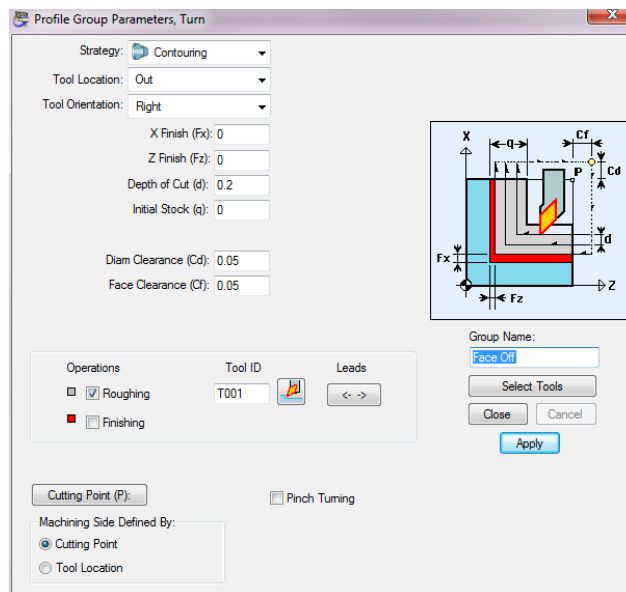 Profile Group Parameters, Turn
Strategy: Contouring
Tool Location: Out
Tool Orientation: Right
X Finish (Fx): 0
Z Finish (Fz): 0
Depth of Cut (d): 0.2
Initial Stock (q): 0
Diam Clearance (Cd): 0.05
Face Clearance (Cf): 0.05
X
q
Cf
P
Cd
d
Fx
Z
Fz
Group Name:
Face Off
Operations Tool ID Leads
Roughing T001 <- ->
Finishing
Select Tools
Close Cancel
Apply
Cutting Point (P): Pinch Turning
Machining Side Defined By:
Cutting Point
Tool Location